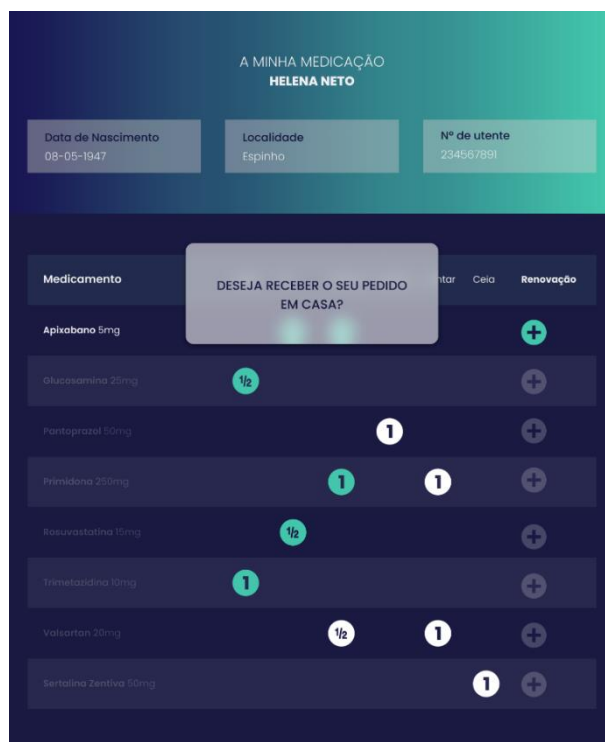 A MINHA MEDICAÇÃO
HELENA NETO
Data de Nascimento
08-05-1947
Localidade
Espinho
Nº de utente
234567891
DESEJA RECEBER O SEU PEDIDO
EM CASA?
Medicamento ntar Ceia Renovação
Apixabano 5mg
Glucosamina 25mg ½
Pantoprazol 50mg 1
Primidona 250mg 1 1
Rosuvastatina 15mg ½
Trimetazidina 10mg 1
Valsartan 20mg ½ 1
Sertalina Zentiva 50mg 1